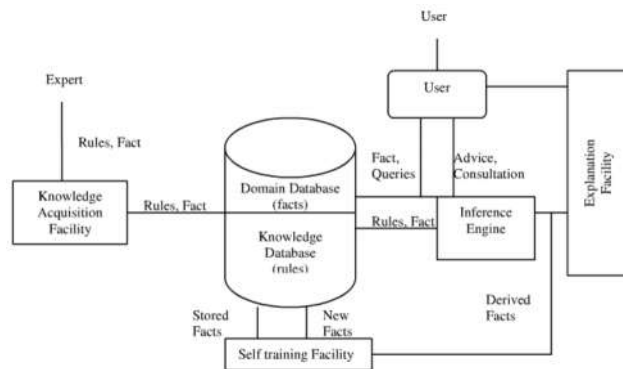 User
Expert
User
Rules, Fact
Fact,
Queries
Advice,
Consultation
Explanation
Facility
Knowledge
Acquisition
Facility
Rules, Fact
Domain Database
(facts)
Rules, Fact
Inference
Engine
Knowledge
Database
(rules)
Stored
Facts
New
Facts
Derived
Facts
Self training Facility